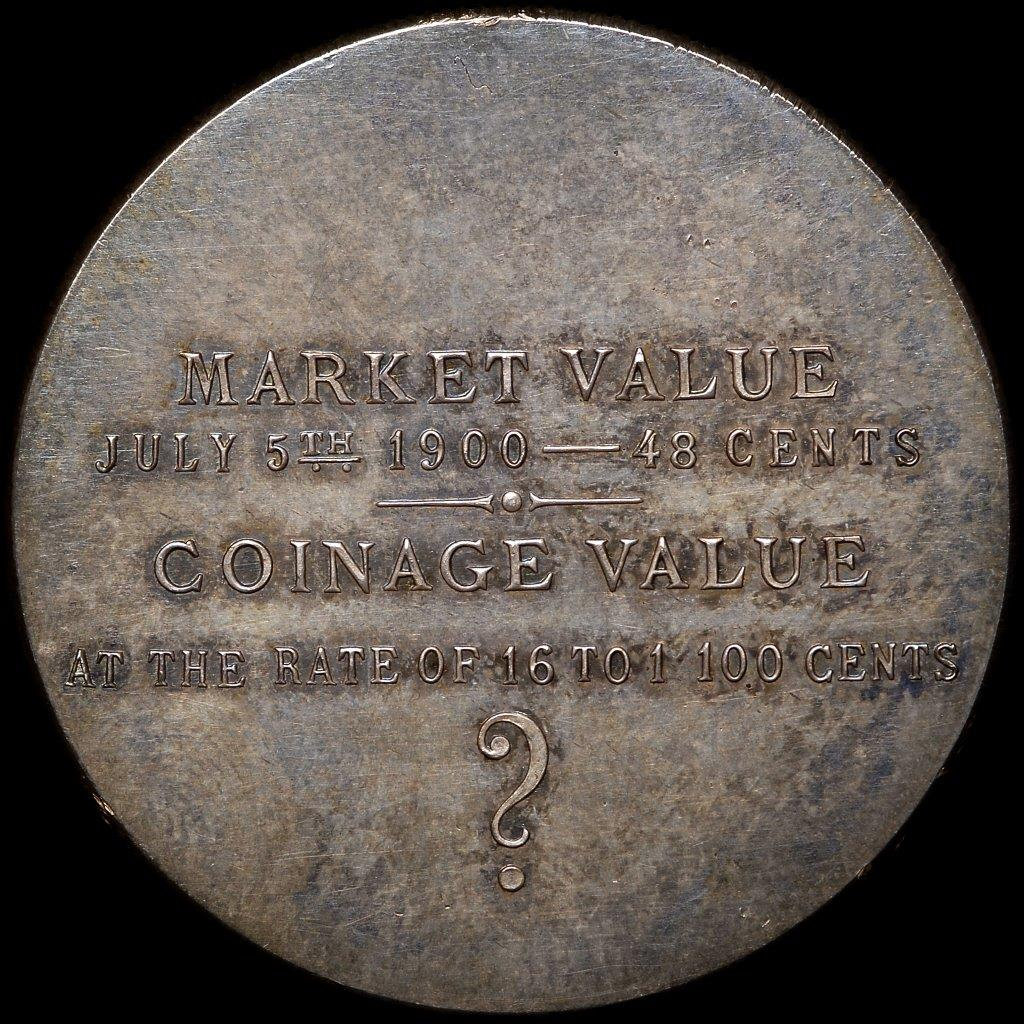 MARKET VALUE
JULY 5TH 1900 — 48 CENTS
COINAGE VALUE
AT THE RATE OF 16 TO 1 100 CENTS
?